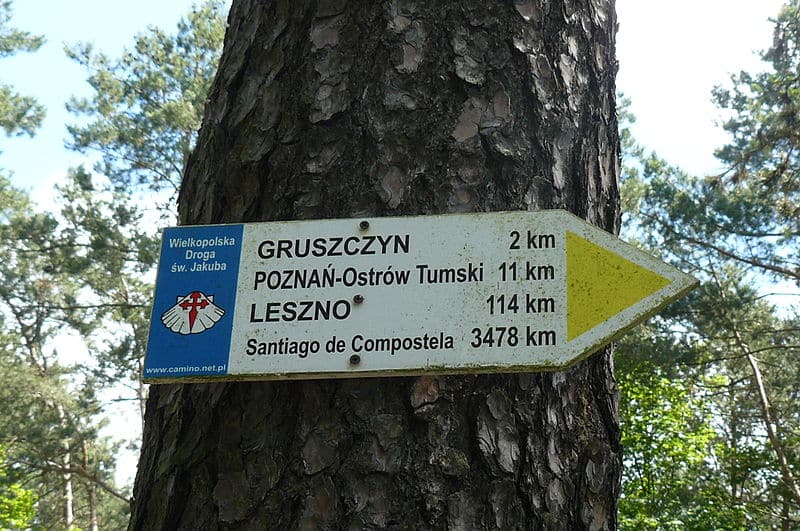 Wielkopolska
Droga
św. Jakuba
www.camino.net.pl
GRUSZCZYN 2 km
POZNAŃ-Ostrów Tumski 11 km
LESZNO 114 km
Santiago de Compostela 3478 km